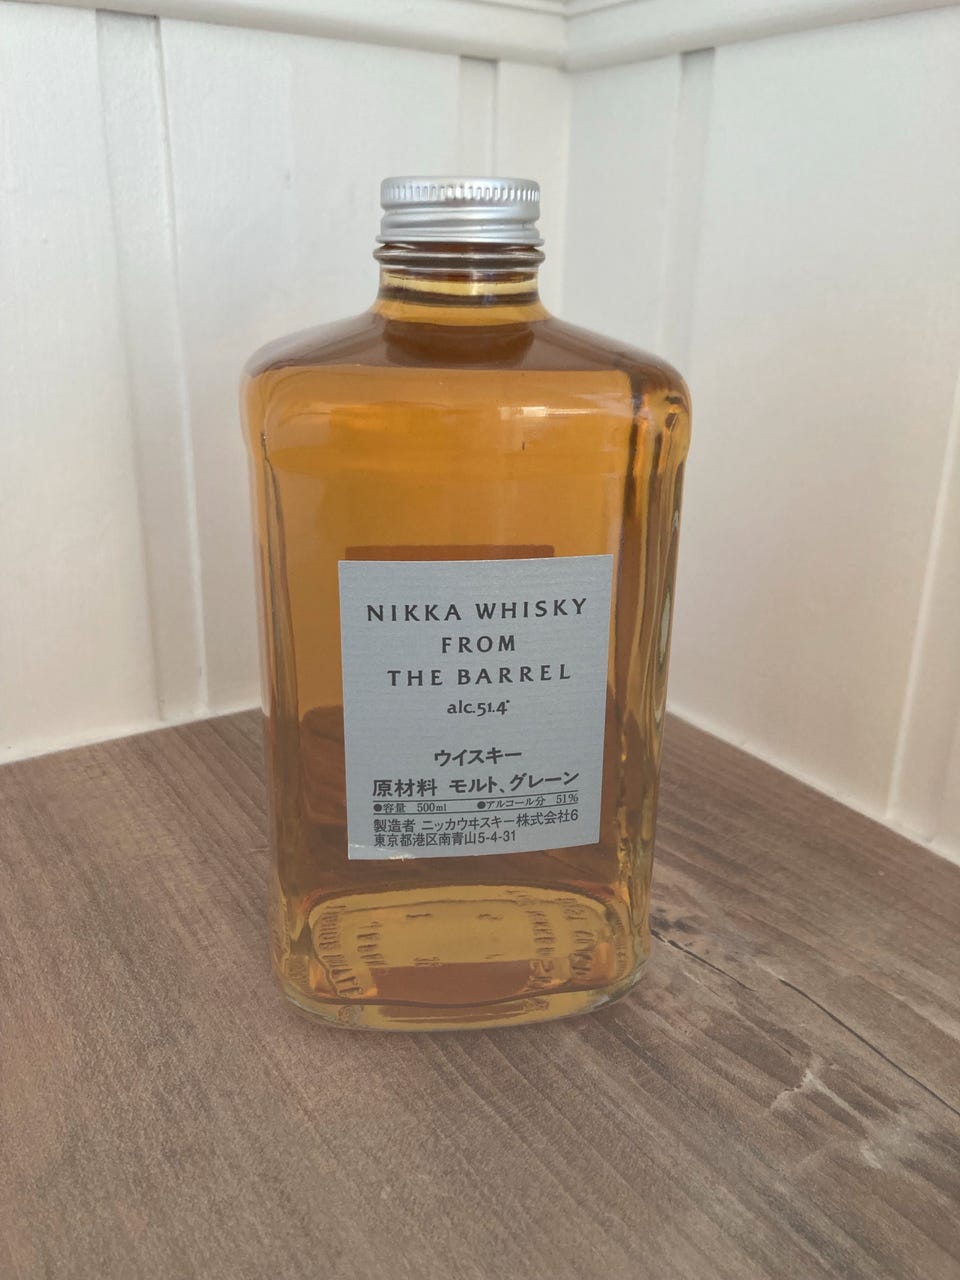 NIKKA WHISKY
FROM
THE BARREL
alc.51.4°
ウイスキー
原材料 モルト、グレーン
●容量 500ml ●アルコール分 51%
製造者 ニッカウヰスキー株式会社6
東京都港区南青山5-4-31